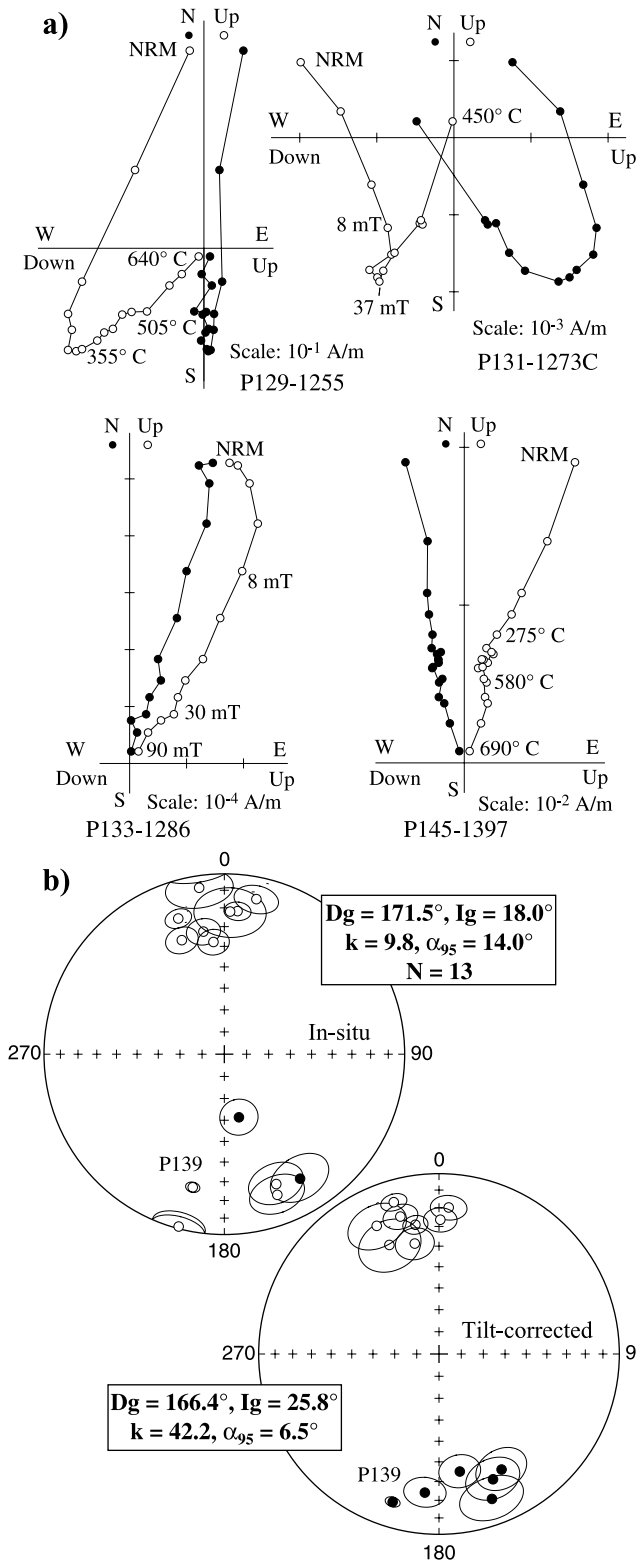 a)
N Up
NRM
W E
Down Up
640° C
505° C
355° C
S
Scale: 10-1 A/m
P129-1255
N Up
NRM
450° C
W E
Down Up
8 mT
37 mT
S
Scale: 10-3 A/m
P131-1273C
N Up
NRM
8 mT
30 mT
90 mT
W E
Down Up
S
Scale: 10-4 A/m
P133-1286
N Up
NRM
275° C
580° C
690° C
W E
Down Up
S
Scale: 10-2 A/m
P145-1397
b)
0
Dg = 171.5°, Ig = 18.0°
k = 9.8, α95 = 14.0°
N = 13
In-situ
270 90
P139
180
0
Tilt-corrected
270 9
Dg = 166.4°, Ig = 25.8°
k = 42.2, α95 = 6.5°
P139
180